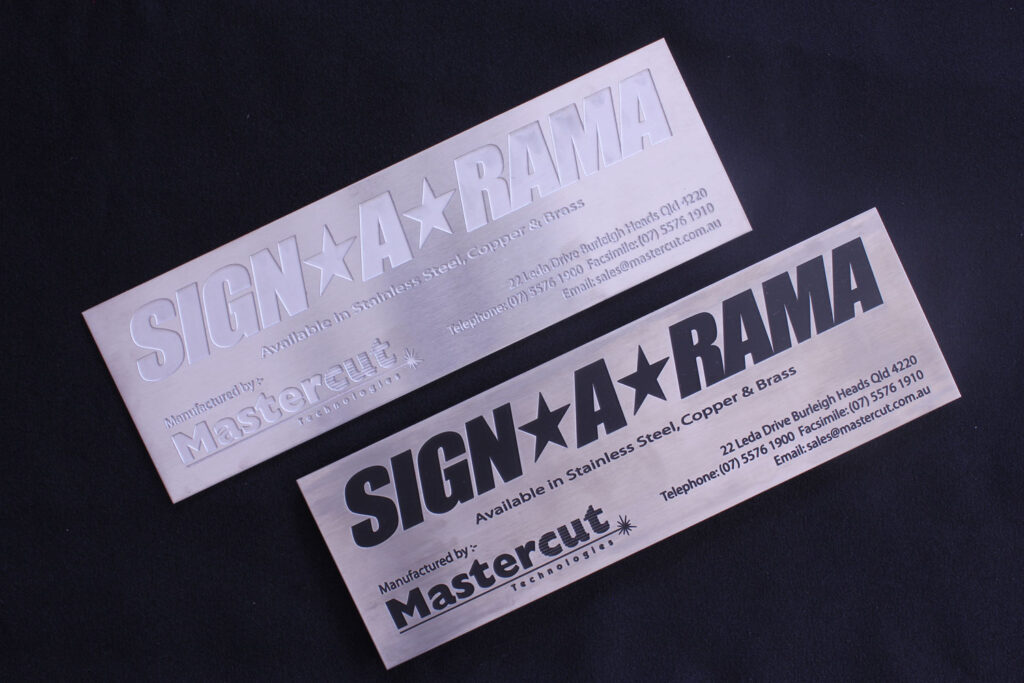 SIGN★A★RAMA
Available in Stainless Steel, Copper & Brass
22 Leda Drive Burleigh Heads Qld 4220
Telephone: (07) 5576 1900 Facsimile: (07) 5576 1910
Email: sales@mastercut.com.au
Manufactured by :-
Mastercut
Technologies
SIGN★A★RAMA
Available in Stainless Steel, Copper & Brass
22 Leda Drive Burleigh Heads Qld 4220
Telephone: (07) 5576 1900 Facsimile: (07) 5576 1910
Email: sales@mastercut.com.au
Manufactured by :-
Mastercut
Technologies